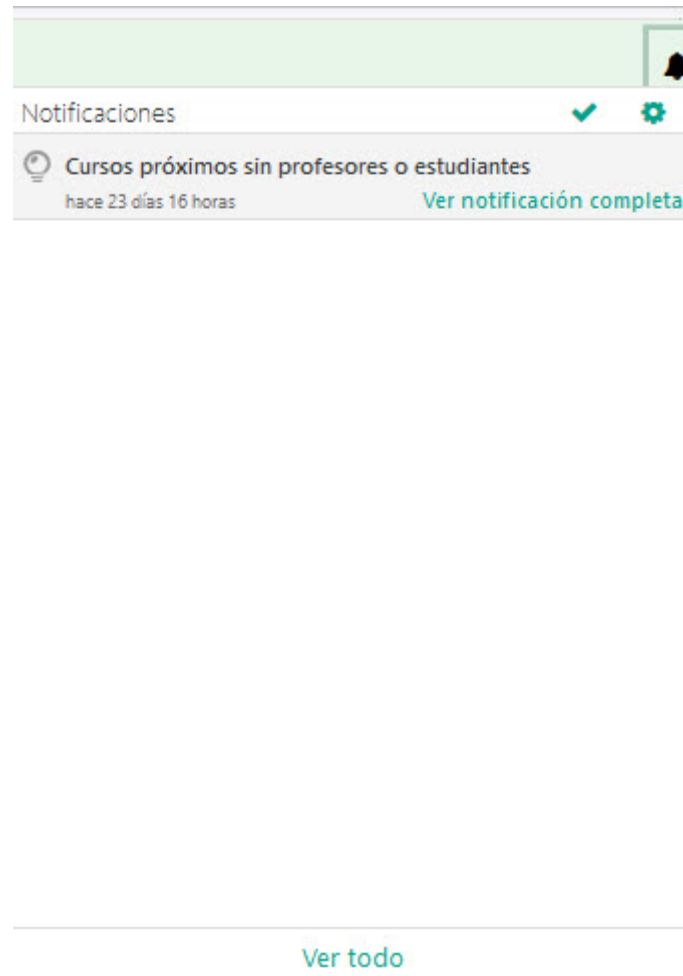 Notificaciones
Cursos próximos sin profesores o estudiantes
hace 23 días 16 horas Ver notificación completa
Ver todo